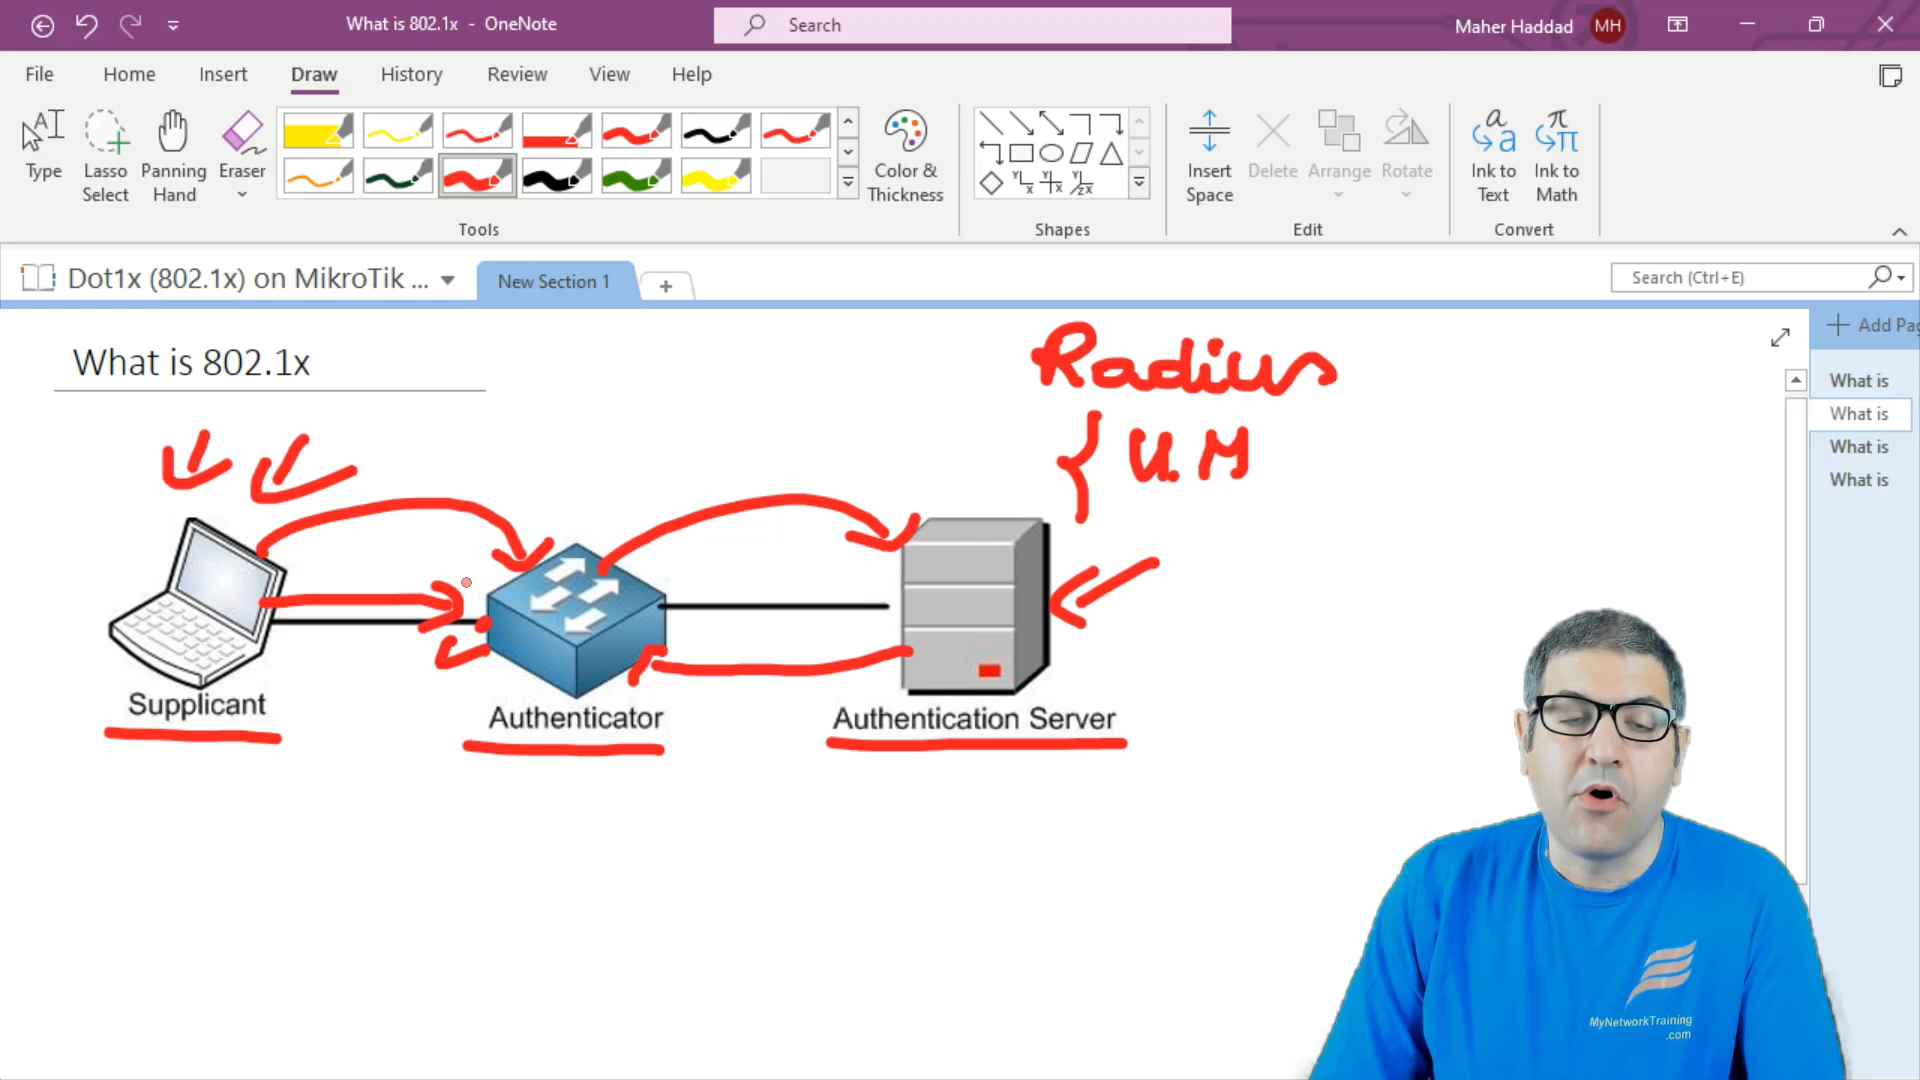 What is 802.1x - OneNote
Search
Maher Haddad
MH
File
Home
Insert
Draw
History
Review
View
Help
Type
Lasso Select
Panning Hand
Eraser
Color & Thickness
Insert Space
Delete
Arrange
Rotate
Ink to Text
Ink to Math
Tools
Shapes
Edit
Convert
Dot1x (802.1x) on MikroTik ...
New Section 1
Search (Ctrl+E)
Add Pag
What is
What is
What is
What is
What is 802.1x
Radius
U.M
Supplicant
Authenticator
Authentication Server
MyNetworkTraining
.com